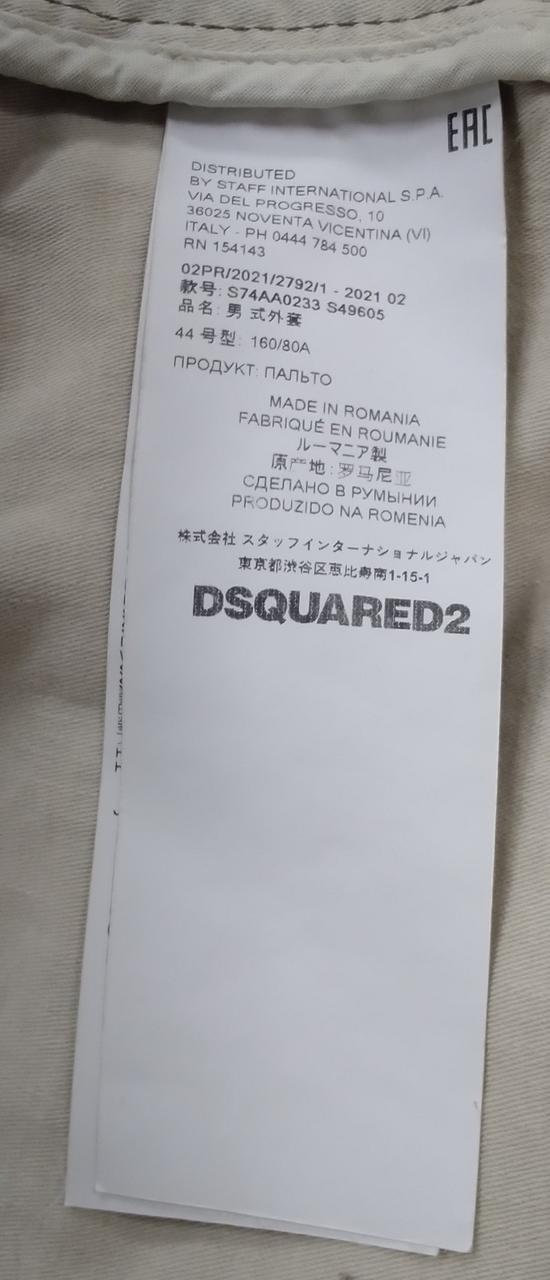 EAC
DISTRIBUTED
BY STAFF INTERNATIONAL S.P.A.
VIA DEL PROGRESSO, 10
36025 NOVENTA VICENTINA (VI)
ITALY - PH 0444 784 500
RN 154143
02PR/2021/2792/1 - 2021 02
款号: S74AA0233 S49605
品名: 男 式外套
44 号型: 160/80A
ПРОДУКТ: ПАЛЬТО
MADE IN ROMANIA
FABRIQUÉ EN ROUMANIE
ルーマニア製
原产地: 罗马尼亚
СДЕЛАНО В РУМЫНИИ
PRODUZIDO NA ROMENIA
株式会社 スタッフインターナショナルジャパン
東京都渋谷区恵比寿南1-15-1
DSQUARED2